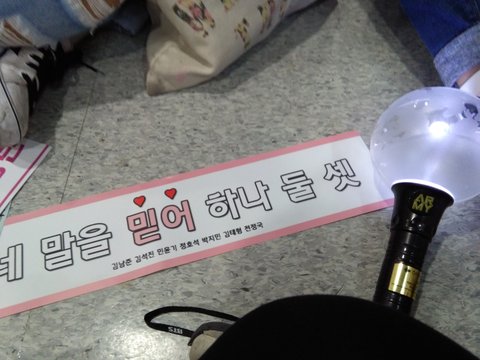 네 말을 믿어 하나 둘 셋
김남준 김석진 민윤기 정호석 박지민 김태형 전정국
BTS